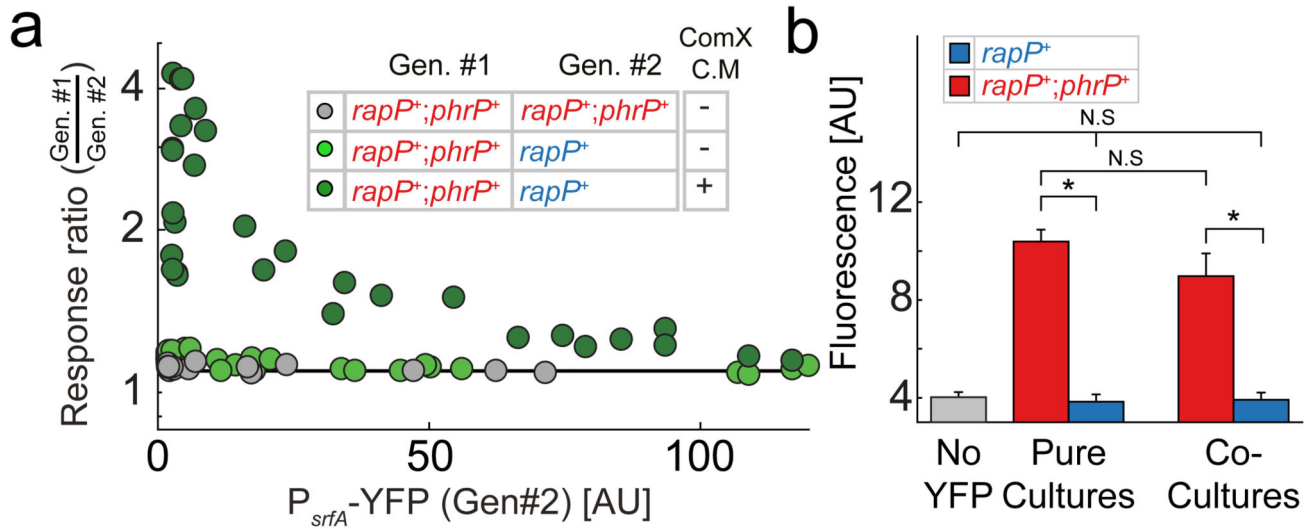 a
Response ratio (Gen. #1 / Gen. #2)
4
2
1
0
50
100
P_srfA-YFP (Gen#2) [AU]
ComX
Gen. #1 Gen. #2 C.M
rapP+;phrP+ rapP+;phrP+ -
rapP+;phrP+ rapP+ -
rapP+;phrP+ rapP+ +
b
rapP+
rapP+;phrP+
N.S
N.S
*
*
Fluorescence [AU]
12
8
4
No Pure Co-
YFP Cultures Cultures